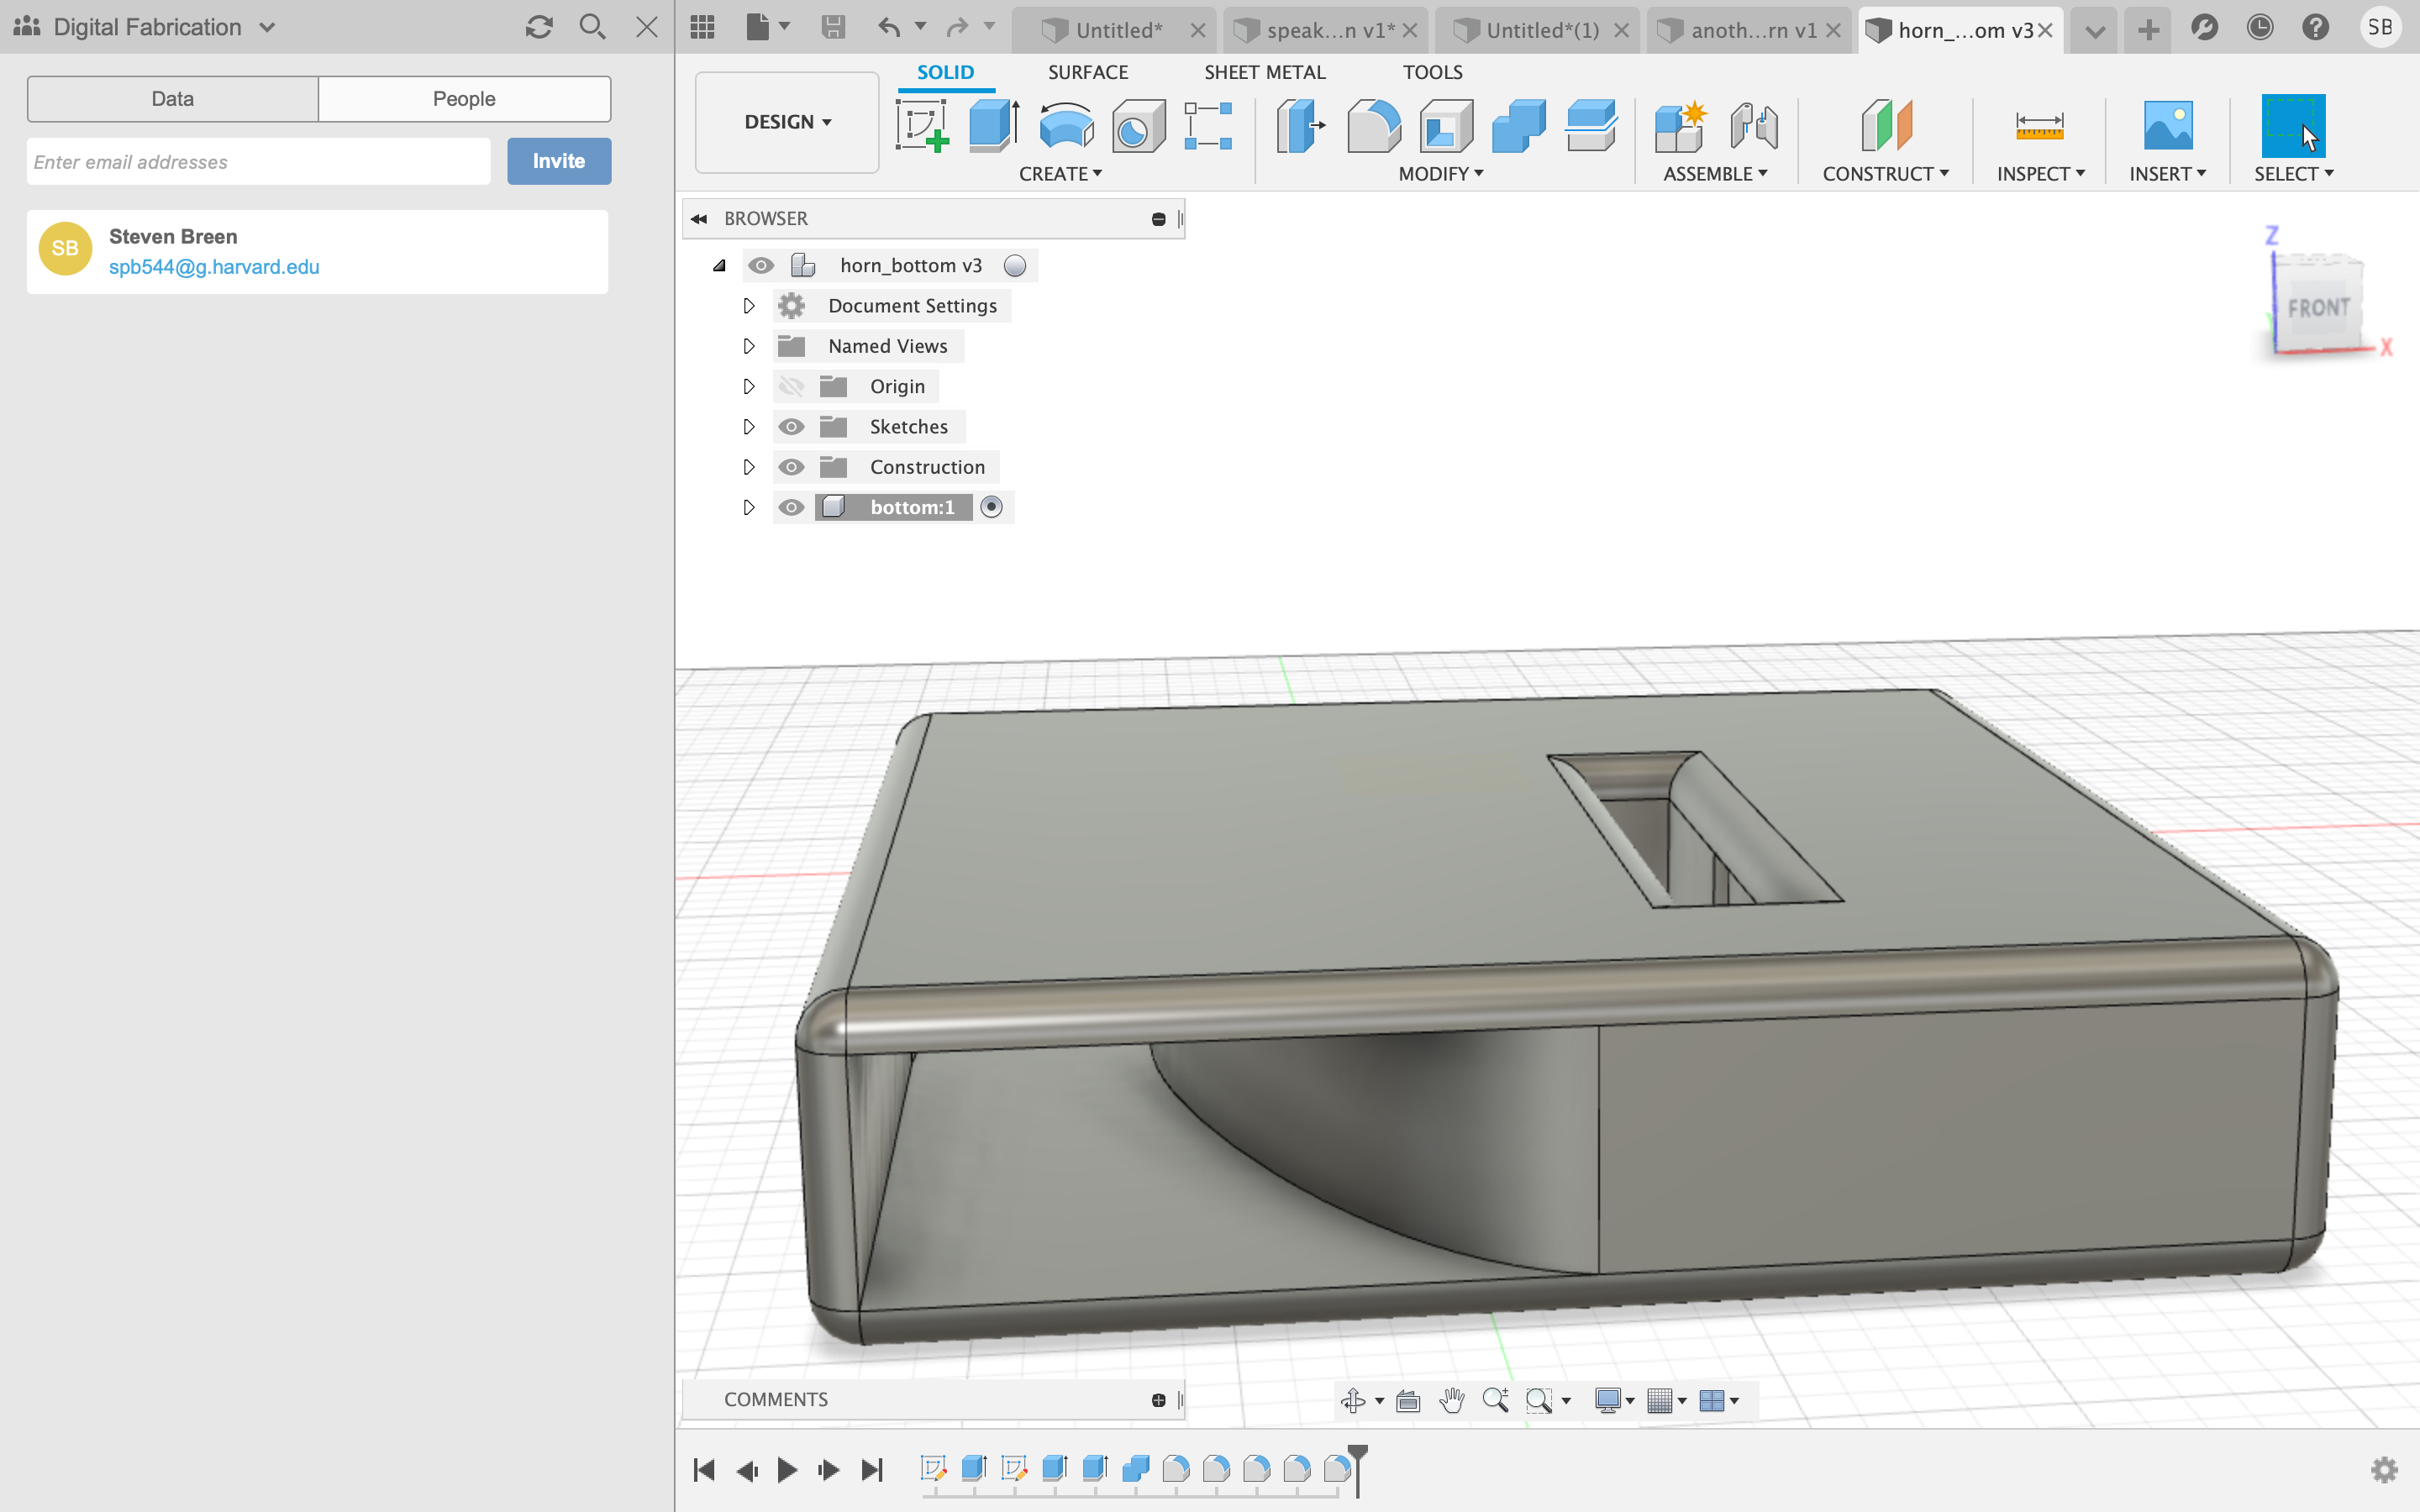 Digital Fabrication
Untitled*
speak...n v1*
Untitled*(1)
anoth...rn v1
horn_...om v3
SB
Data
People
Enter email addresses
Invite
SB
Steven Breen
spb544@g.harvard.edu
DESIGN
SOLID
SURFACE
SHEET METAL
TOOLS
CREATE
MODIFY
ASSEMBLE
CONSTRUCT
INSPECT
INSERT
SELECT
BROWSER
horn_bottom v3
Document Settings
Named Views
Origin
Sketches
Construction
bottom:1
Z
FRONT
X
COMMENTS